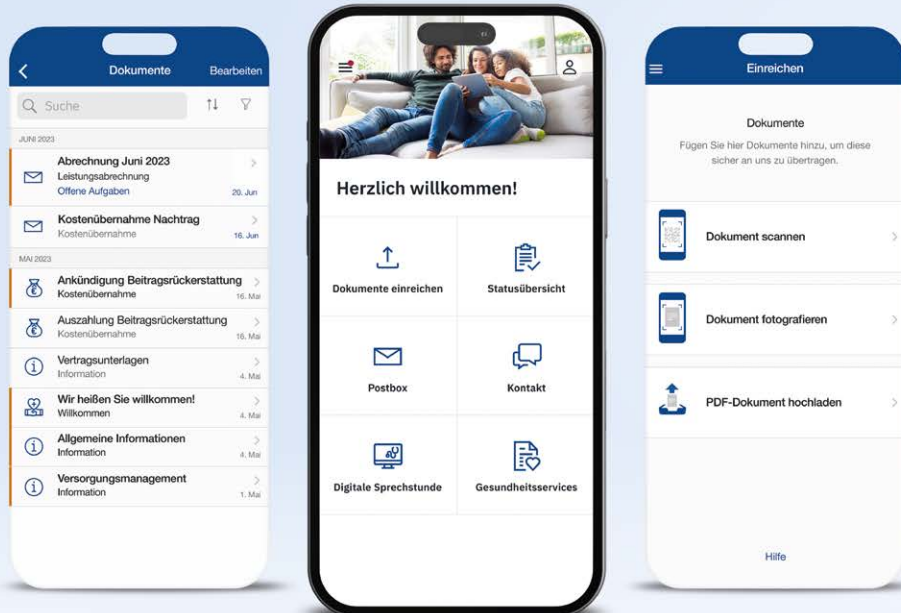 Dokumente
Bearbeiten
Suche
JUNI 2023
Abrechnung Juni 2023
Leistungsabrechnung
Offene Aufgaben
20. Jun
Kostenübernahme Nachtrag
Kostenübernahme
16. Jun
MAI 2023
Ankündigung Beitragsrückerstattung
Kostenübernahme
16. Mai
Auszahlung Beitragsrückerstattung
Kostenübernahme
16. Mai
Vertragsunterlagen
Information
4. Mai
Wir heißen Sie willkommen!
Willkommen
4. Mai
Allgemeine Informationen
Information
4. Mai
Versorgungsmanagement
Information
1. Mai
Herzlich willkommen!
Dokumente einreichen
Statusübersicht
Postbox
Kontakt
Digitale Sprechstunde
Gesundheitsservices
Einreichen
Dokumente
Fügen Sie hier Dokumente hinzu, um diese
sicher an uns zu übertragen.
Dokument scannen
Dokument fotografieren
PDF-Dokument hochladen
Hilfe